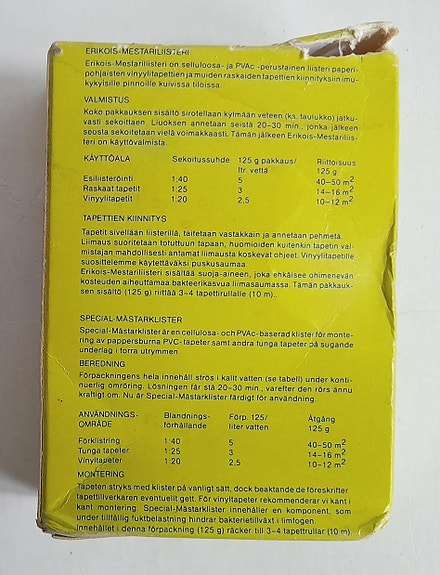 ERIKOIS-MESTARILIISTERI
Erikois-Mestariliisteri on selluloosa- ja PVAc -perustainen liisteri paperi-
pohjaisten vinyylitapettien ja muiden raskaiden tapettien kiinnityksiin imu-
kykyisille pinnoille kuivissa tiloissa.
VALMISTUS
Koko pakkauksen sisältö sirotellaan kylmään veteen (ks. taulukko) jatku-
vasti sekoittaen. Liuoksen annetaan seistä 20–30 min., jonka jälkeen
seosta sekoitetaan vielä voimakkaasti. Tämän jälkeen Erikois-Mestariliis-
teri on käyttövalmista.
KÄYTTÖALA Sekoitussuhde 125 g pakkaus/ Riittoisuus
ltr. vettä 125 g
Esiliisteröinti 1:40 5 40–50 m²
Raskaat tapetit 1:25 3 14–16 m²
Vinyylitapetit 1:20 2,5 10–12 m²
TAPETTIEN KIINNITYS
Tapetit sivellään liisterillä, taitetaan vastakkain ja annetaan pehmetä.
Liimaus suoritetaan totuttuun tapaan, huomioiden kuitenkin tapetin val-
mistajan mahdollisesti antamat liimausta koskevat ohjeet. Vinyylitapetille
suosittelemme käytettäväksi puskusaumaa.
Erikois-Mestariliisteri sisältää suoja-aineen, joka ehkäisee ohimenevän
kosteuden aiheuttamaa bakteerikasvua liimasaumassa. Tämän pakkauk-
sen sisältö (125 g) riittää 3–4 tapettirullalle (10 m).
SPECIAL-MÄSTARKLISTER
Special-Mästarklister är en cellulosa- och PVAc-baserad klister för monte-
ring av pappersburna PVC-tapeter samt andra tunga tapeter på sugande
underlag i torra utrymmen.
BEREDNING
Förpackningens hela innehåll strös i kallt vatten (se tabell) under konti-
nuerlig omröring. Lösningen får stå 20–30 min., varefter den rörs ännu
kraftigt om. Nu är Special-Mästarklister färdigt för användning.
ANVÄNDNINGS- Blandnings- Förp. 125/ Åtgång
OMRÅDE förhållande liter vatten 125 g
Förklistring 1:40 5 40–50 m²
Tunga tapeter 1:25 3 14–16 m²
Vinyltapeter 1:20 2,5 10–12 m²
MONTERING
Tapeten stryks med klister på vanligt sätt, dock beaktande de föreskrifter
tapettillverkaren eventuellt gett. För vinyltapeter rekommenderar vi kant i
kant montering. Special-Mästarklister innehåller en komponent, som
under tillfällig fuktbelastning hindrar bakterietillväxt i limfogen.
Innehållet i denna förpackning (125 g) räcker till 3–4 tapetrullar (10 m).